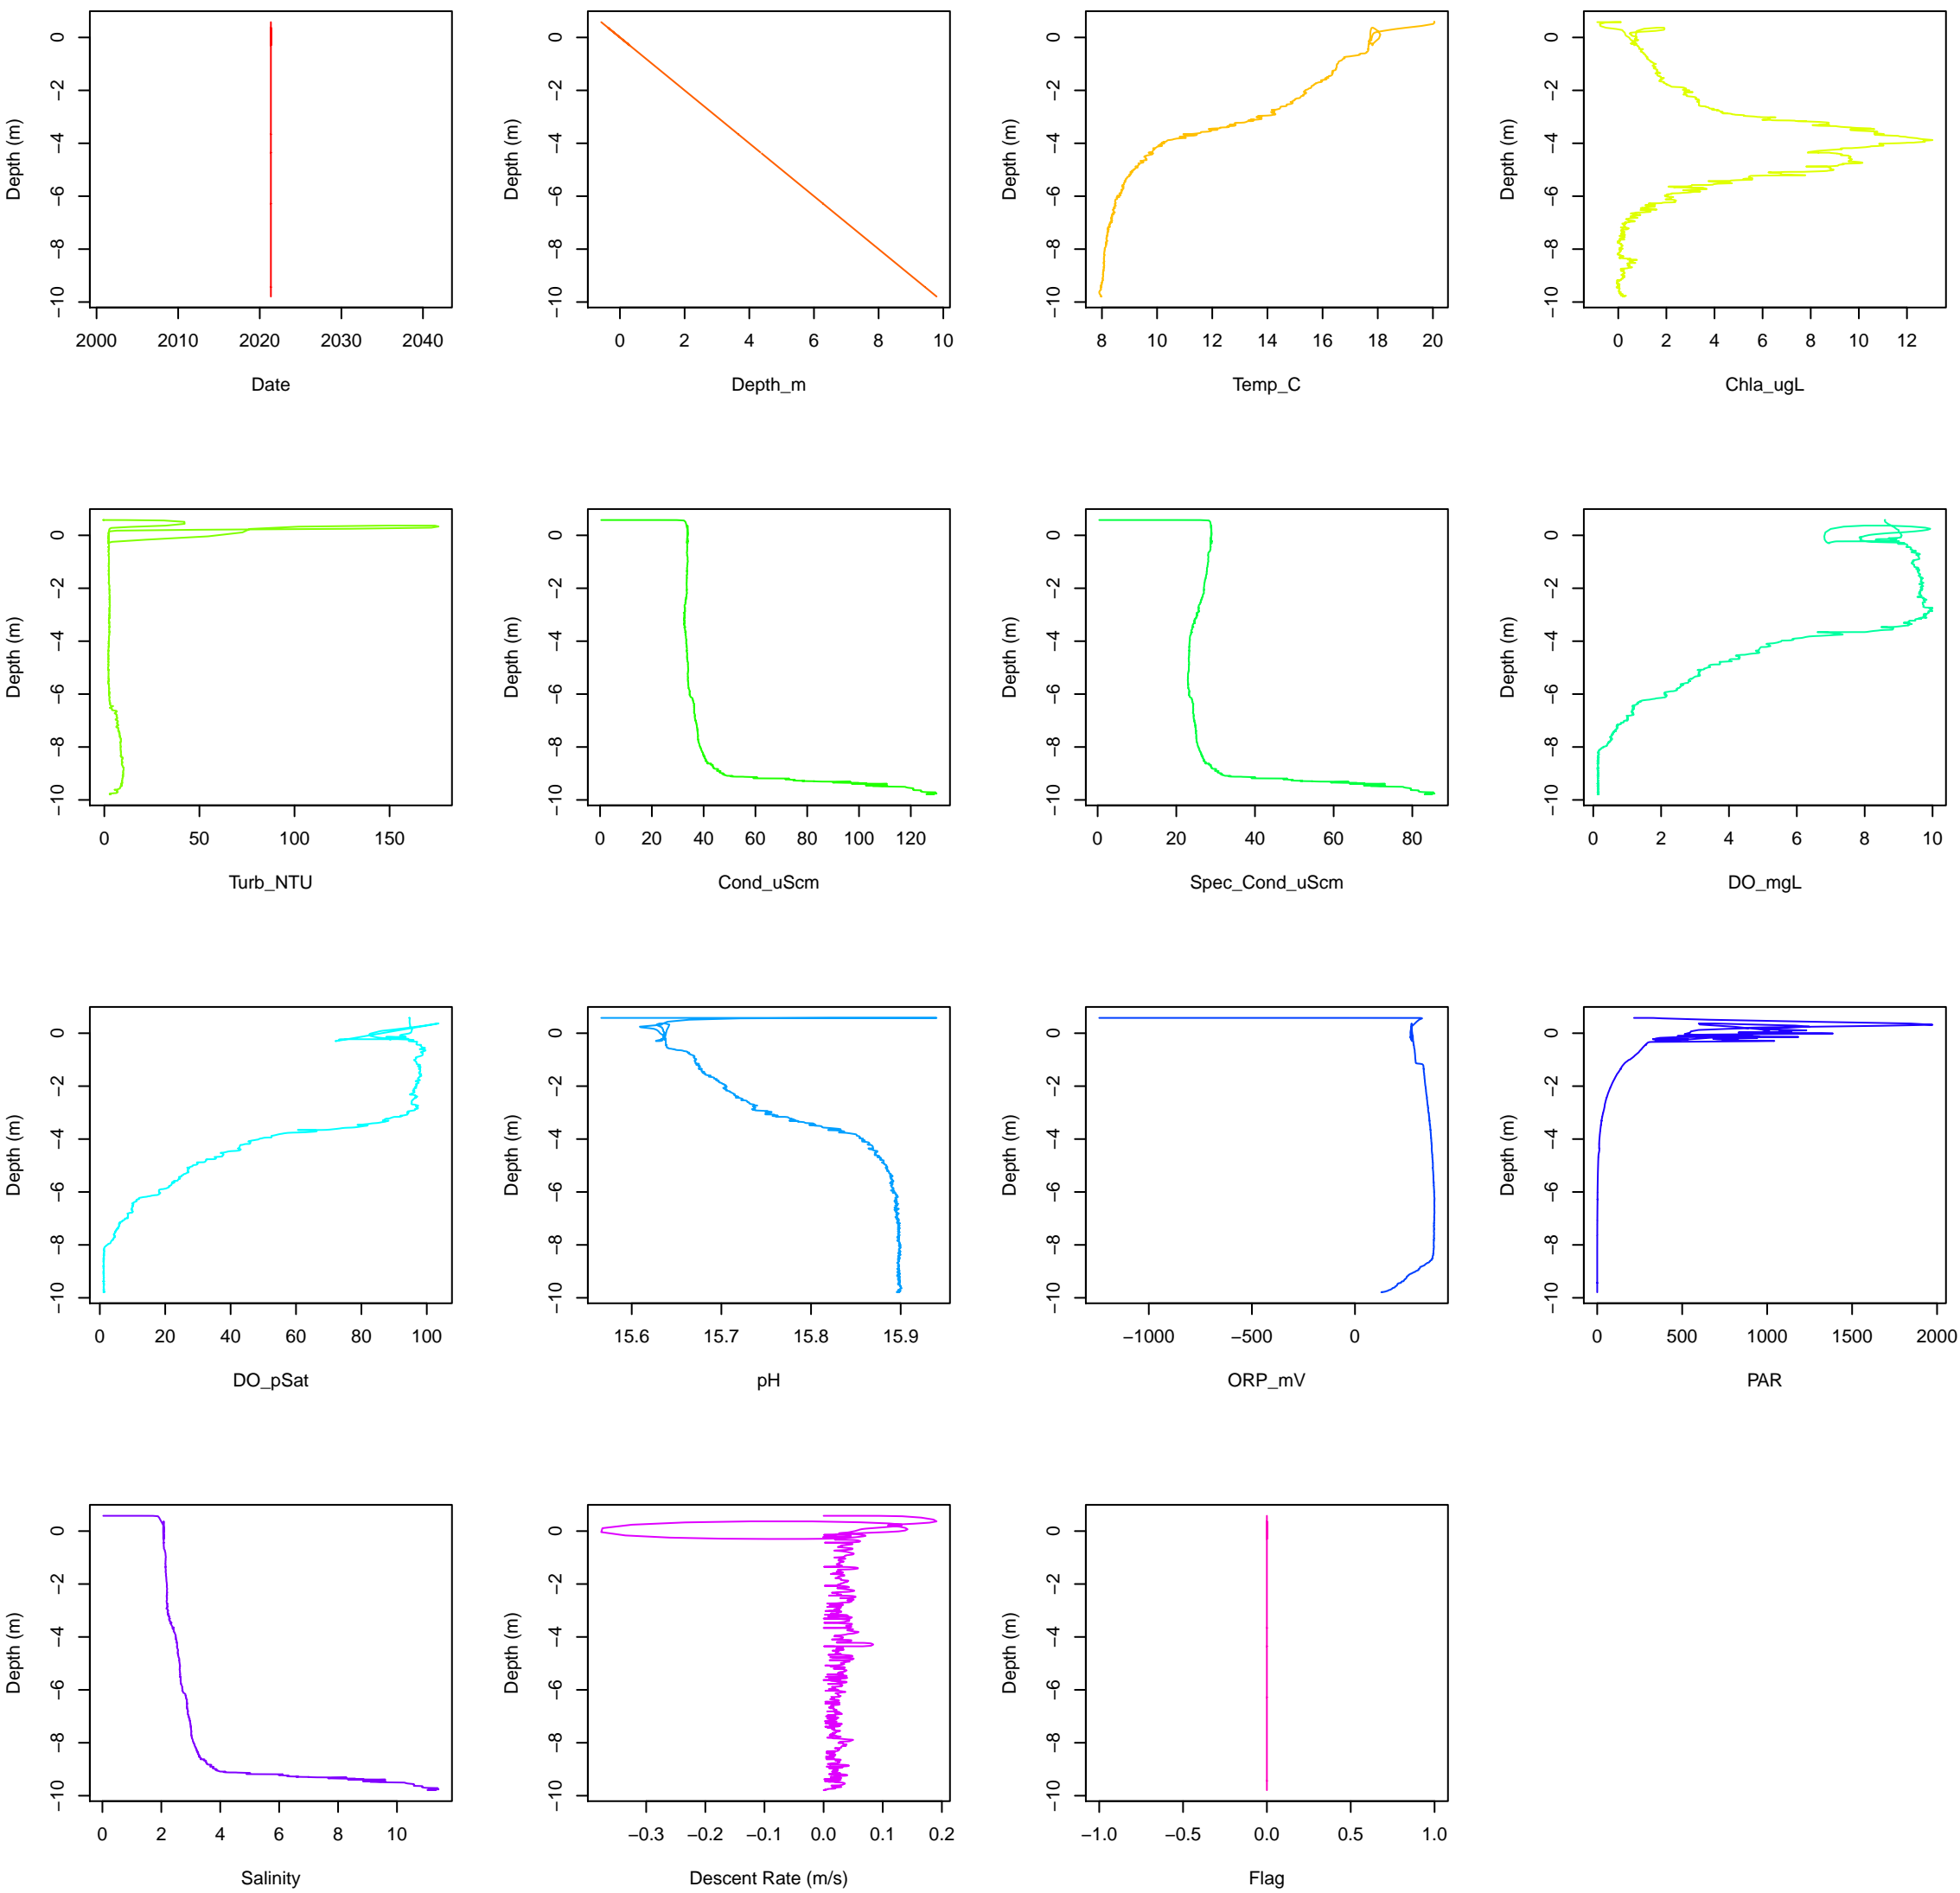 Depth (m)
0
−2
−4
−6
−8
−10
2000 2010 2020 2030 2040
Date
Depth (m)
0
−2
−4
−6
−8
−10
0 2 4 6 8 10
Depth_m
Depth (m)
0
−2
−4
−6
−8
−10
8 10 12 14 16 18 20
Temp_C
Depth (m)
0
−2
−4
−6
−8
−10
0 2 4 6 8 10 12
Chla_ugL
Depth (m)
0
−2
−4
−6
−8
−10
0 50 100 150
Turb_NTU
Depth (m)
0
−2
−4
−6
−8
−10
0 20 40 60 80 100 120
Cond_uScm
Depth (m)
0
−2
−4
−6
−8
−10
0 20 40 60 80
Spec_Cond_uScm
Depth (m)
0
−2
−4
−6
−8
−10
0 2 4 6 8 10
DO_mgL
Depth (m)
0
−2
−4
−6
−8
−10
0 20 40 60 80 100
DO_pSat
Depth (m)
0
−2
−4
−6
−8
−10
15.6 15.7 15.8 15.9
pH
Depth (m)
0
−2
−4
−6
−8
−10
−1000 −500 0
ORP_mV
Depth (m)
0
−2
−4
−6
−8
−10
0 500 1000 1500 2000
PAR
Depth (m)
0
−2
−4
−6
−8
−10
0 2 4 6 8 10
Salinity
Depth (m)
0
−2
−4
−6
−8
−10
−0.3 −0.2 −0.1 0.0 0.1 0.2
Descent Rate (m/s)
Depth (m)
0
−2
−4
−6
−8
−10
−1.0 −0.5 0.0 0.5 1.0
Flag